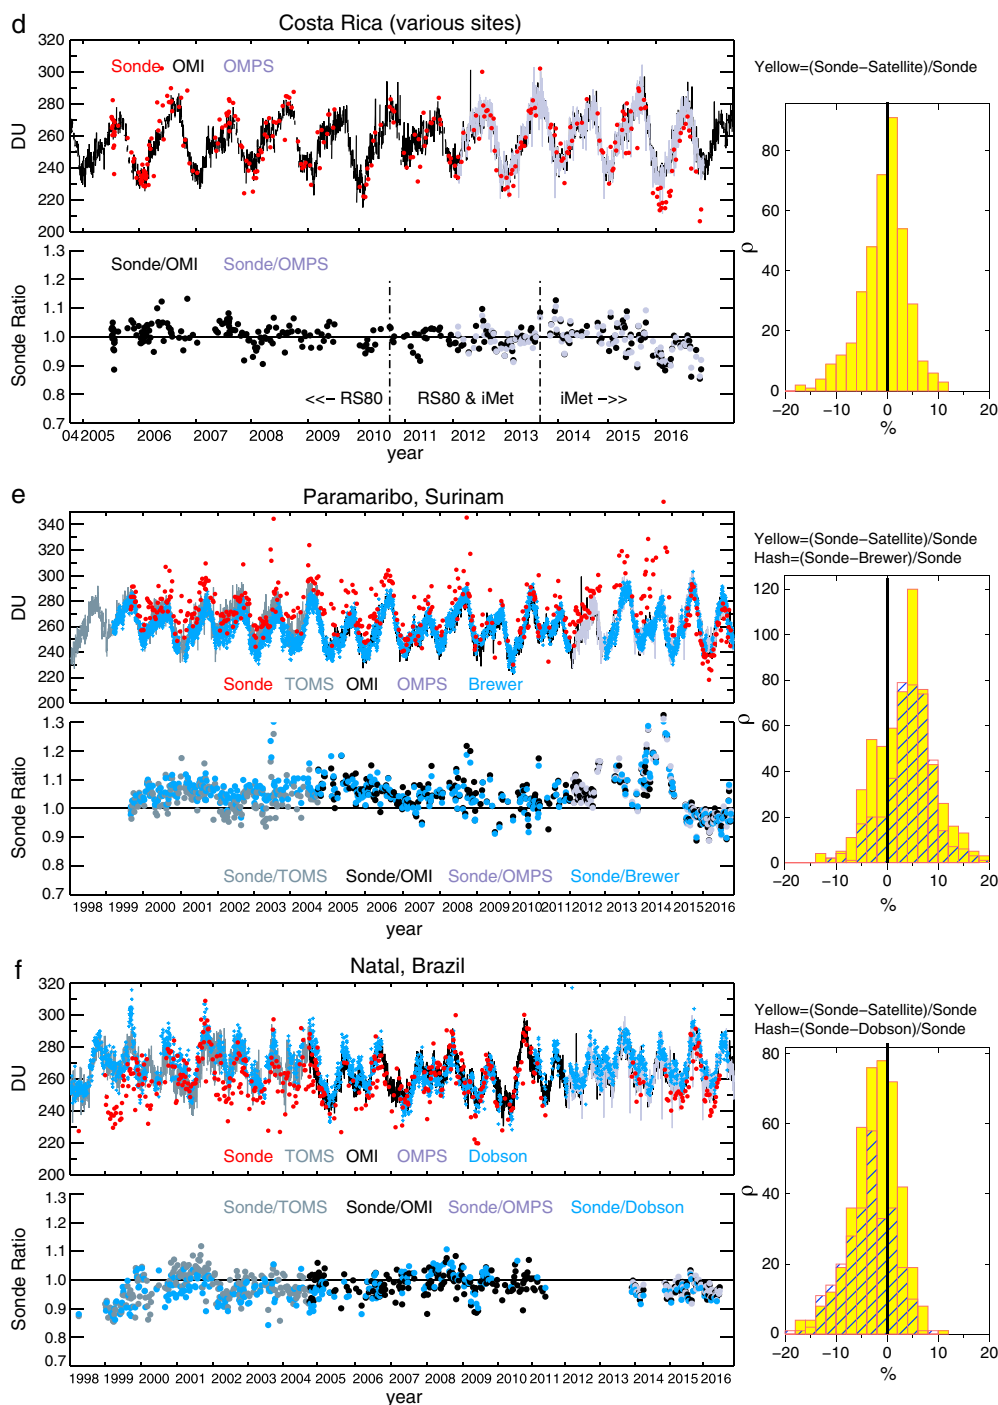 d
Costa Rica (various sites)
320
300
280
260
240
220
200
DU
Sonde OMI OMPS
1.3
1.2
1.1
1.0
0.9
0.8
0.7
Sonde Ratio
Sonde/OMI Sonde/OMPS
<<− RS80 RS80 & iMet iMet −>>
04 2005 2006 2007 2008 2009 2010 2011 2012 2013 2014 2015 2016
year
Yellow=(Sonde−Satellite)/Sonde
80
60
40
20
0
ρ
−20 −10 0 10 20
%
e
Paramaribo, Surinam
340
320
300
280
260
240
220
200
DU
Sonde TOMS OMI OMPS Brewer
1.3
1.2
1.1
1.0
0.9
0.8
0.7
Sonde Ratio
Sonde/TOMS Sonde/OMI Sonde/OMPS Sonde/Brewer
1998 1999 2000 2001 2002 2003 2004 2005 2006 2007 2008 2009 2010 2011 2012 2013 2014 2015 2016
year
Yellow=(Sonde−Satellite)/Sonde
Hash=(Sonde−Brewer)/Sonde
120
100
80
60
40
20
0
ρ
−20 −10 0 10 20
%
f
Natal, Brazil
320
300
280
260
240
220
200
DU
Sonde TOMS OMI OMPS Dobson
1.3
1.2
1.1
1.0
0.9
0.8
0.7
Sonde Ratio
Sonde/TOMS Sonde/OMI Sonde/OMPS Sonde/Dobson
1998 1999 2000 2001 2002 2003 2004 2005 2006 2007 2008 2009 2010 2011 2012 2013 2014 2015 2016
year
Yellow=(Sonde−Satellite)/Sonde
Hash=(Sonde−Dobson)/Sonde
80
60
40
20
0
ρ
−20 −10 0 10 20
%